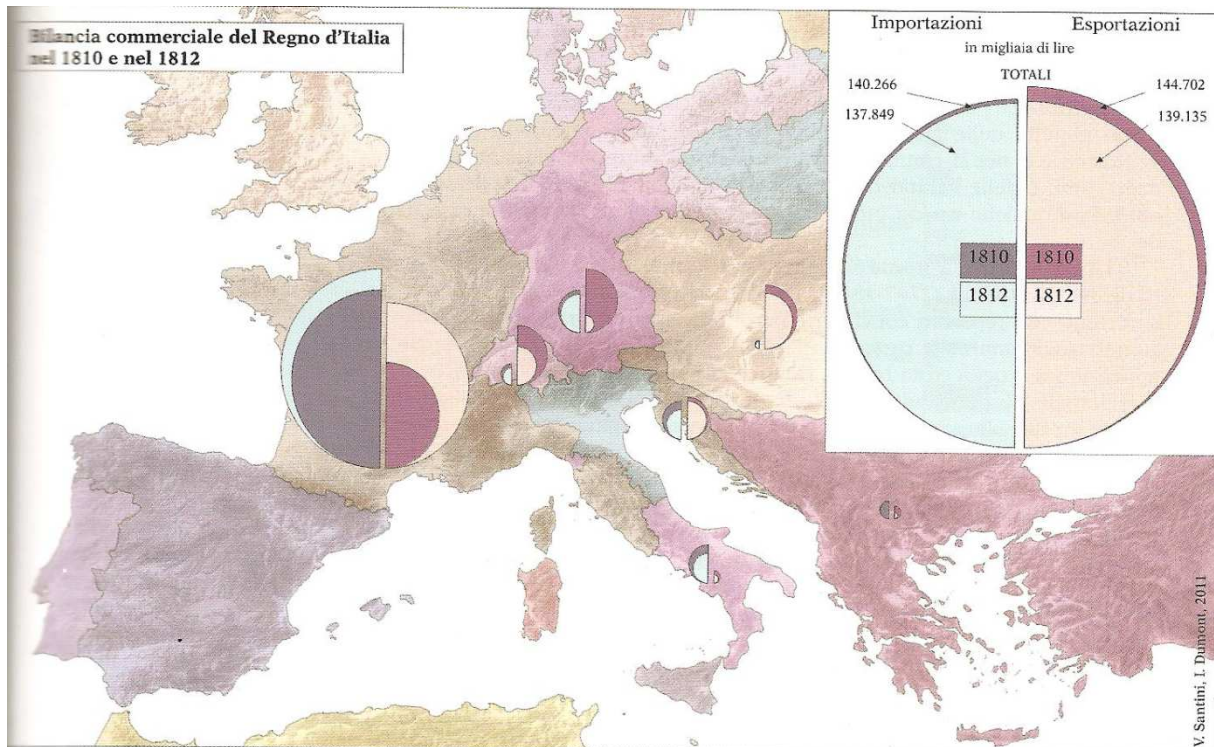 Bilancia commerciale del Regno d'Italia
nel 1810 e nel 1812
Importazioni Esportazioni
in migliaia di lire
TOTALI
140.266 144.702
137.849 139.135
1810 1810
1812 1812
V. Santini, I. Dumont, 2011